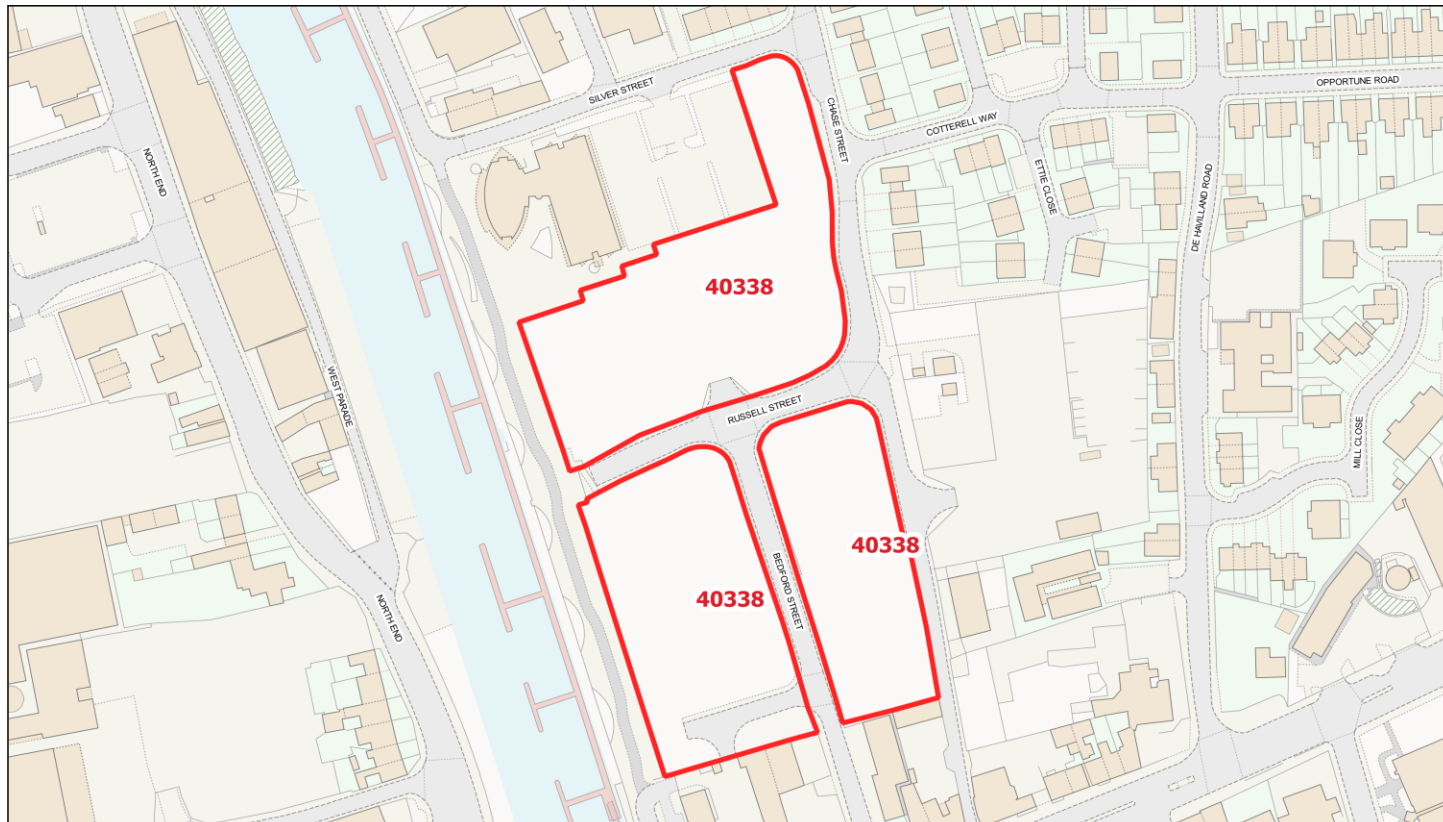 OPPORTUNE ROAD
SILVER STREET
CHASE STREET
COTTERELL WAY
NORTH END
ETTIE CLOSE
DE HAVILLAND ROAD
40338
WEST PARADE
RUSSELL STREET
MILL CLOSE
40338
40338
BEDFORD STREET
NORTH END